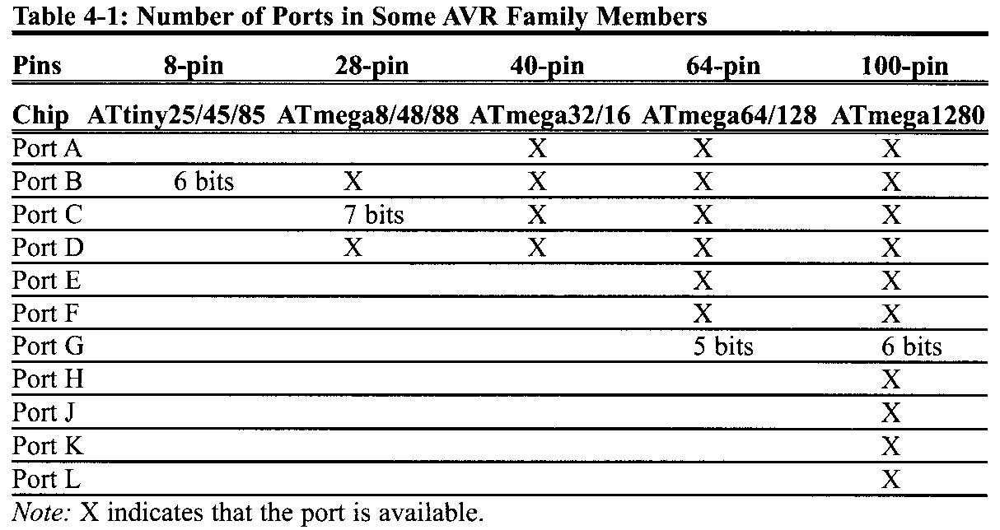 Table 4-1: Number of Ports in Some AVR Family Members
Pins 8-pin 28-pin 40-pin 64-pin 100-pin
Chip ATtiny25/45/85 ATmega8/48/88 ATmega32/16 ATmega64/128 ATmega1280
Port A X X X
Port B 6 bits X X X X
Port C 7 bits X X X
Port D X X X X
Port E X X
Port F X X
Port G 5 bits 6 bits
Port H X
Port J X
Port K X
Port L X
Note: X indicates that the port is available.